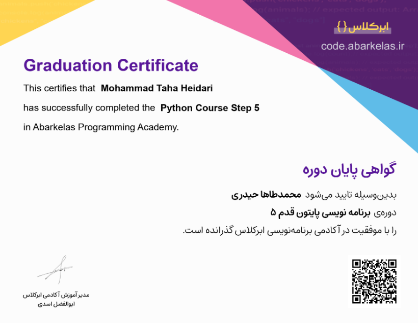 ابرکلاس { }
code.abarkelas.ir
Graduation Certificate
This certifies that Mohammad Taha Heidari
has successfully completed the Python Course Step 5
in Abarkelas Programming Academy.
گواهی پایان دوره
بدین‌وسیله تایید می‌شود محمدطاها حیدری
دوره‌ی برنامه نویسی پایتون قدم ۵
را با موفقیت در آکادمی برنامه‌نویسی ابرکلاس گذرانده است.
مدیر آموزش آکادمی ابرکلاس
ابوالفضل اسدی